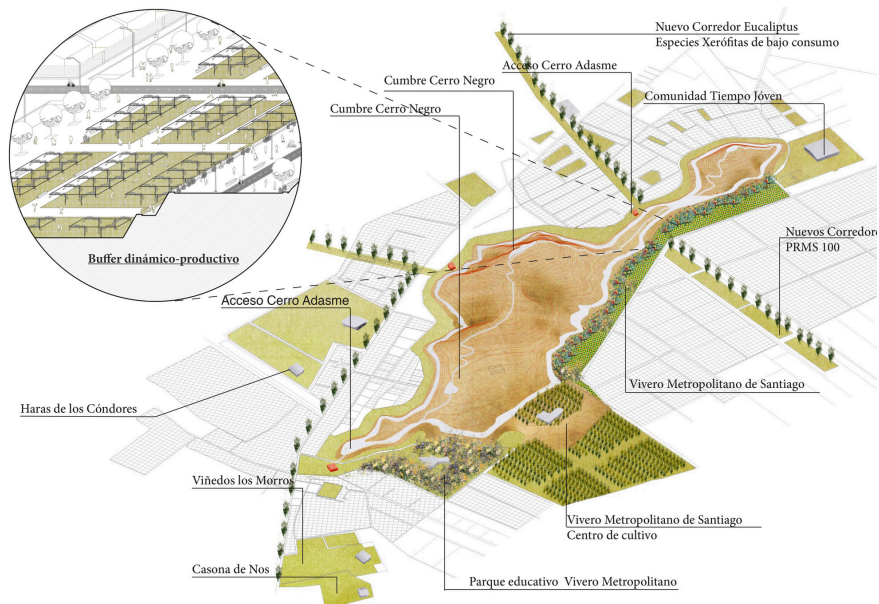 Nuevo Corredor Eucaliptus
Especies Xerófitas de bajo consumo
Acceso Cerro Adasme
Cumbre Cerro Negro
Comunidad Tiempo Jóven
Cumbre Cerro Negro
Nuevos Corredore
PRMS 100
Buffer dinámico-productivo
Acceso Cerro Adasme
Vivero Metropolitano de Santiago
Haras de los Cóndores
Viñedos los Morros
Vivero Metropolitano de Santiago
Centro de cultivo
Casona de Nos
Parque educativo Vivero Metropolitano